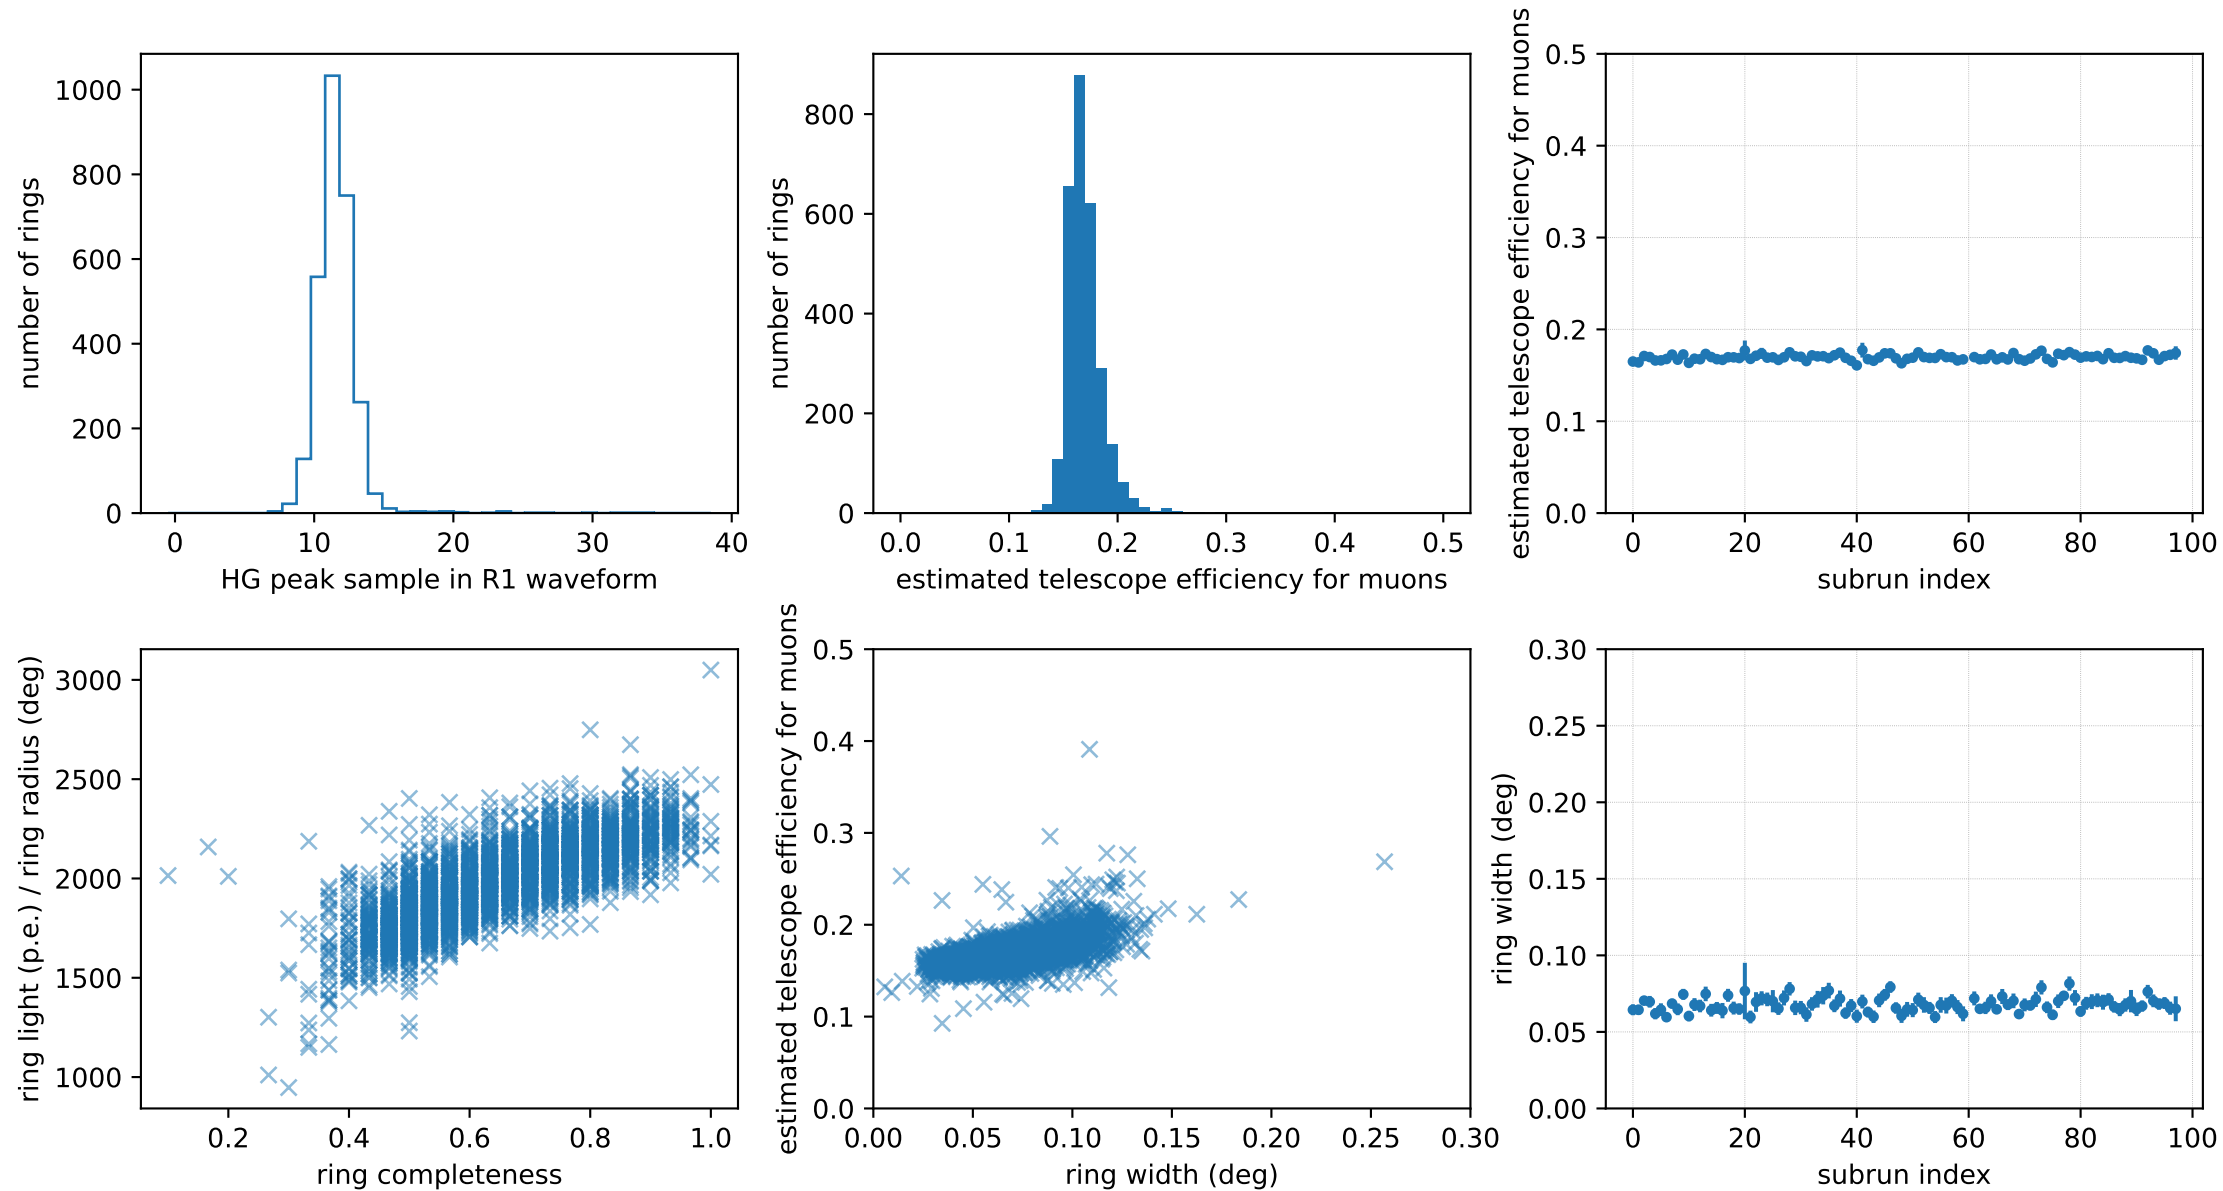 1000
800
600
400
200
0
number of rings
0 10 20 30 40
HG peak sample in R1 waveform
800
600
400
200
0
number of rings
0.0 0.1 0.2 0.3 0.4 0.5
estimated telescope efficiency for muons
0.5
0.4
0.3
0.2
0.1
0.0
estimated telescope efficiency for muons
0 20 40 60 80 100
subrun index
3000
2500
2000
1500
1000
ring light (p.e.) / ring radius (deg)
0.2 0.4 0.6 0.8 1.0
ring completeness
0.5
0.4
0.3
0.2
0.1
0.0
estimated telescope efficiency for muons
0.00 0.05 0.10 0.15 0.20 0.25 0.30
ring width (deg)
0.30
0.25
0.20
0.15
0.10
0.05
0.00
ring width (deg)
0 20 40 60 80 100
subrun index